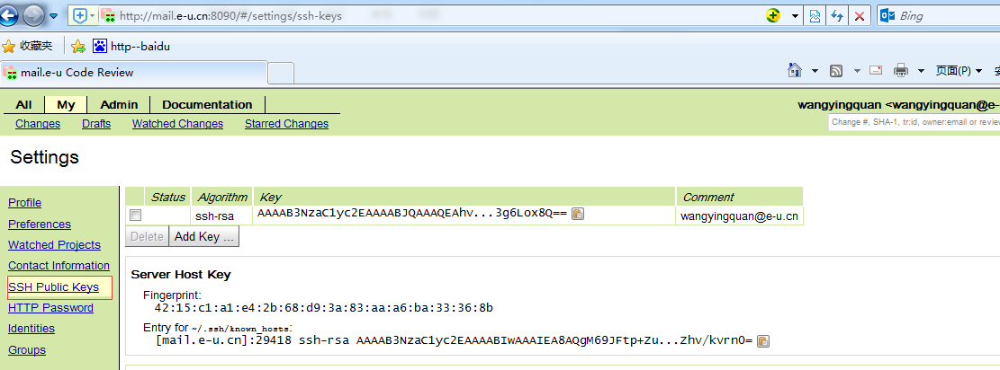 http://mail.e-u.cn:8090/#/settings/ssh-keys
Bing
收藏夹 http--baidu
mail.e-u Code Review
页面(P)
All My Admin Documentation
wangyingquan <wangyingquan@e-
Changes Drafts Watched Changes Starred Changes
Change #, SHA-1, tr:id, owner:email or review
Settings
Profile
Preferences
Watched Projects
Contact Information
SSH Public Keys
HTTP Password
Identities
Groups
Status Algorithm Key Comment
ssh-rsa AAAAB3NzaC1yc2EAAAABJQAAAQEAhv...3g6Lox8Q== wangyingquan@e-u.cn
Delete Add Key ...
Server Host Key
Fingerprint:
42:15:c1:a1:e4:2b:68:d9:3a:83:aa:a6:ba:33:36:8b
Entry for ~/.ssh/known_hosts:
[mail.e-u.cn]:29418 ssh-rsa AAAAB3NzaC1yc2EAAAABIwAAAIEA8AQgM69JFtp+Zu...Zhv/kvrn0=